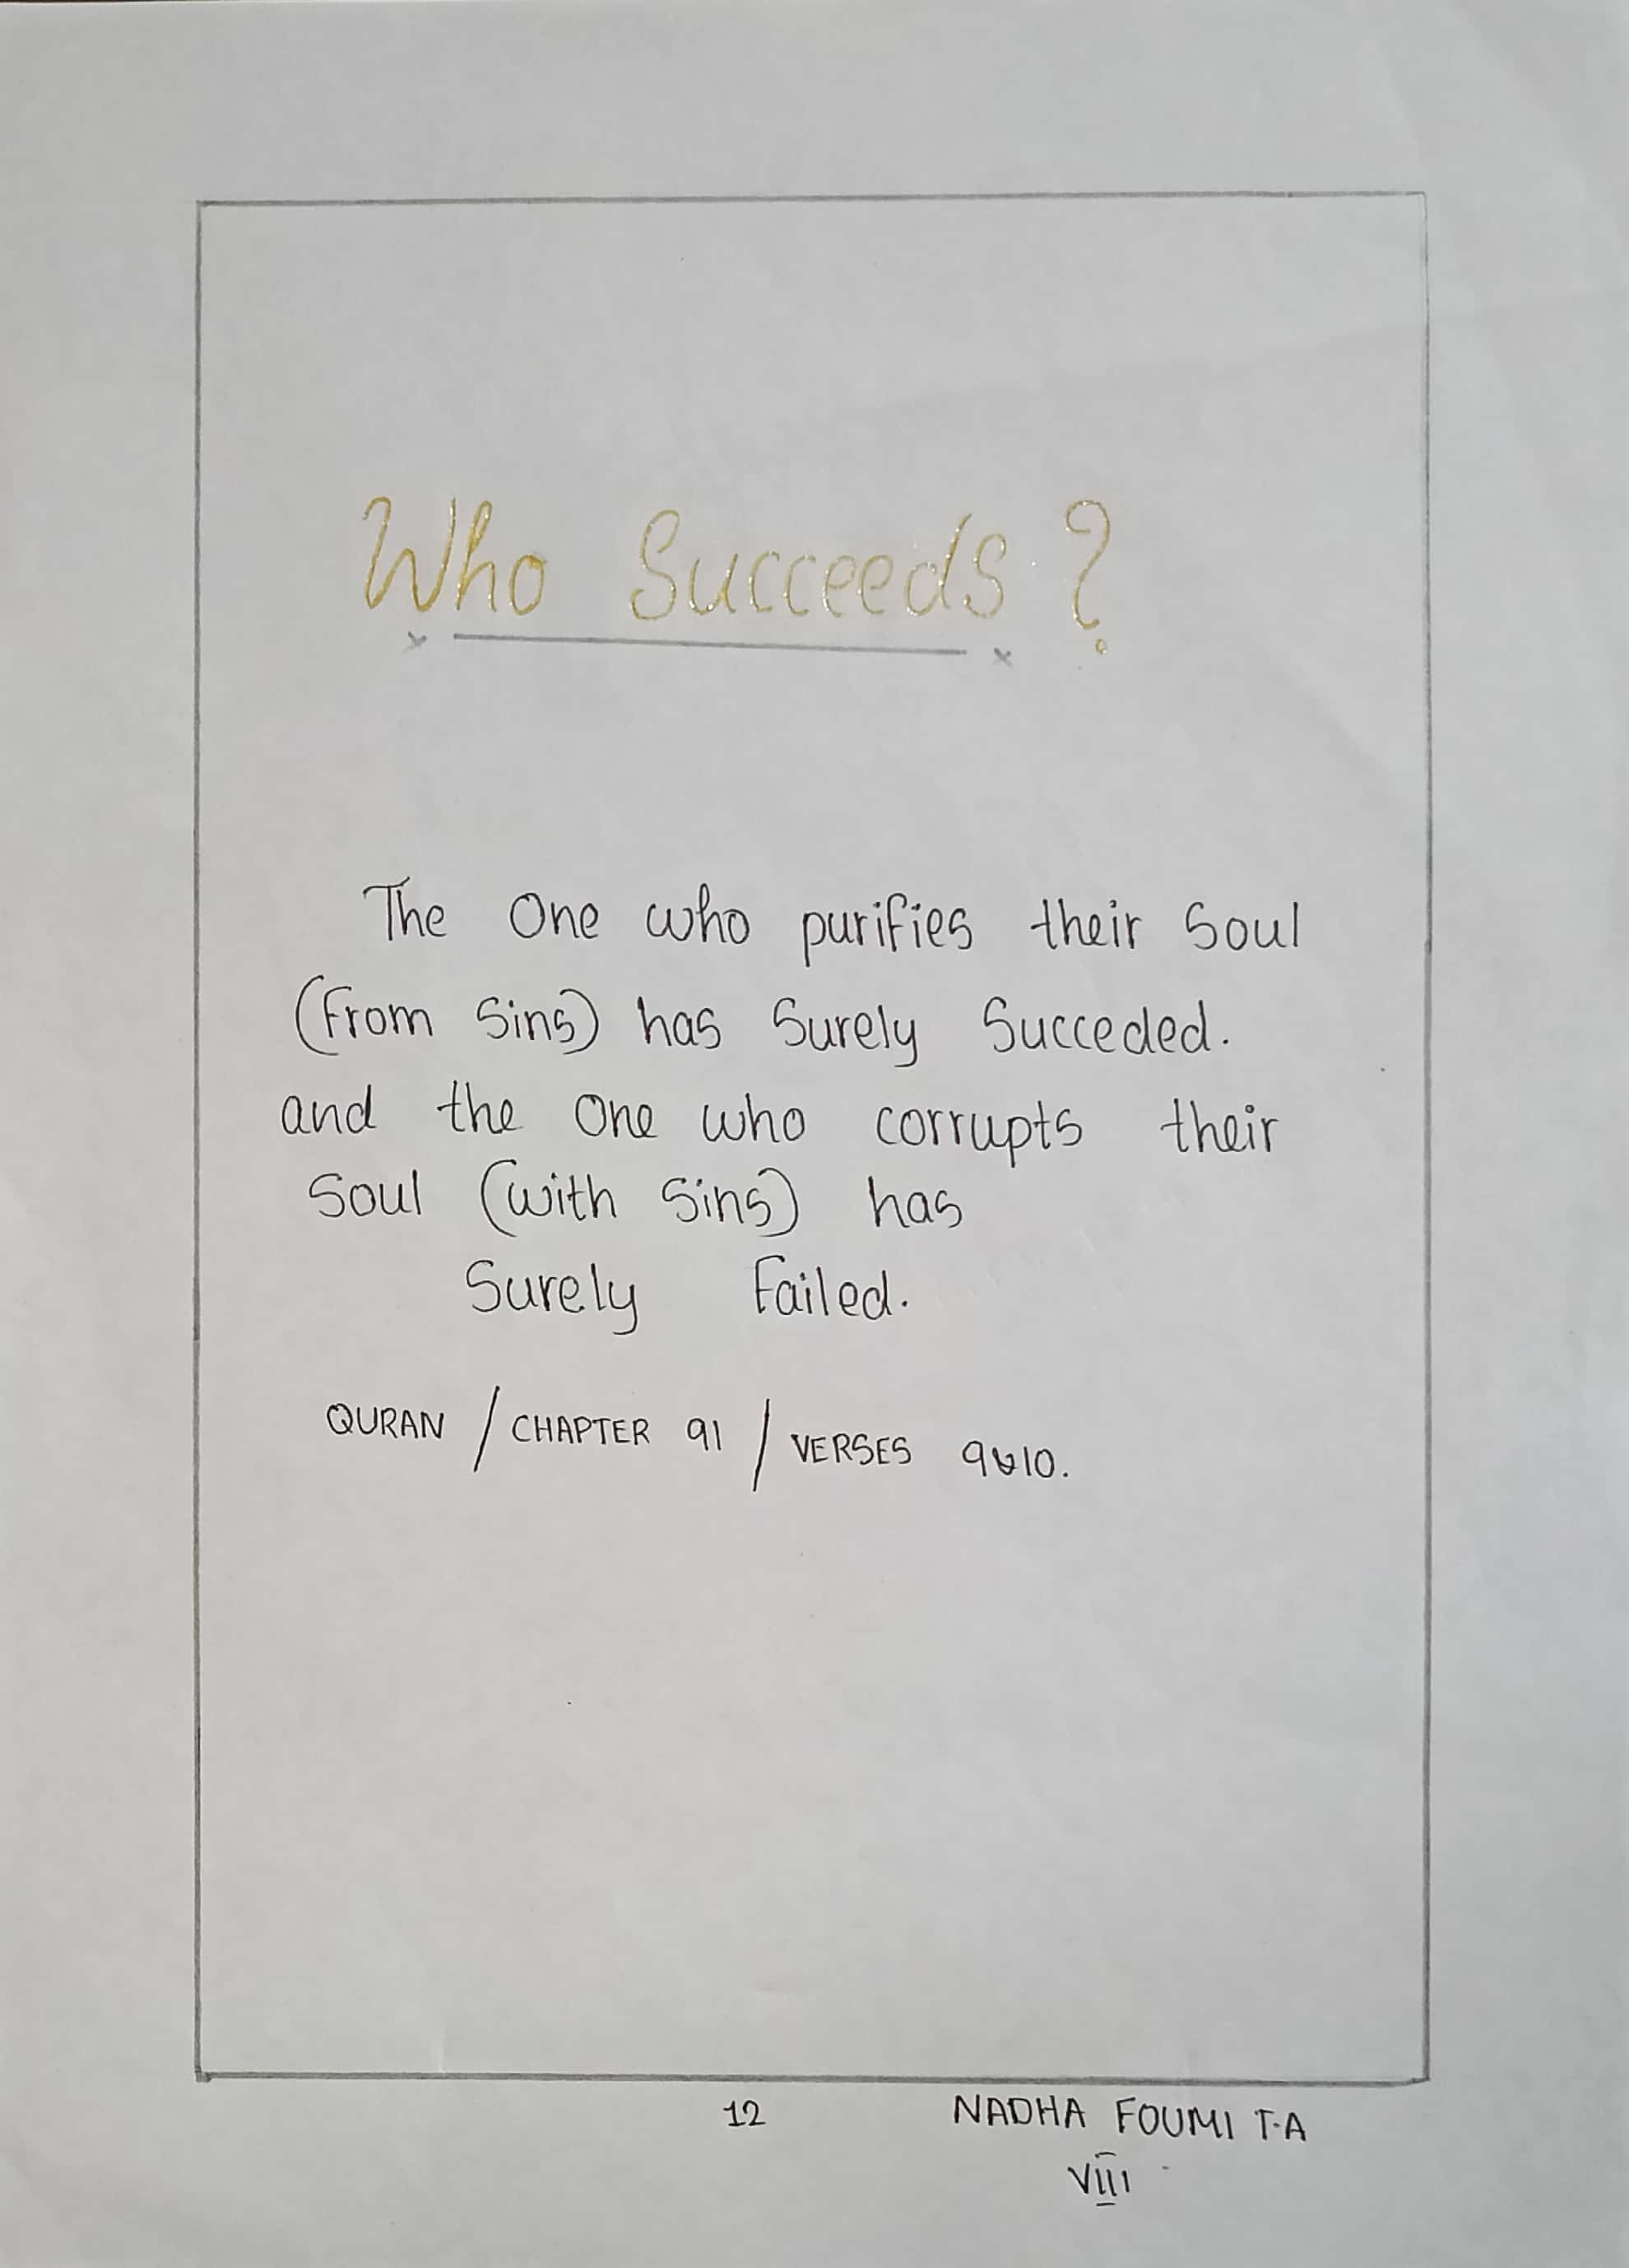 Who Succeeds ?
The One who purifies their Soul
(From Sins) has Surely Succeded.
and the One who corrupts their
Soul (with Sins) has
Surely Failed.
QURAN / CHAPTER 91 / VERSES 9&10.
12 NADHA FOUMI T.A
VIII